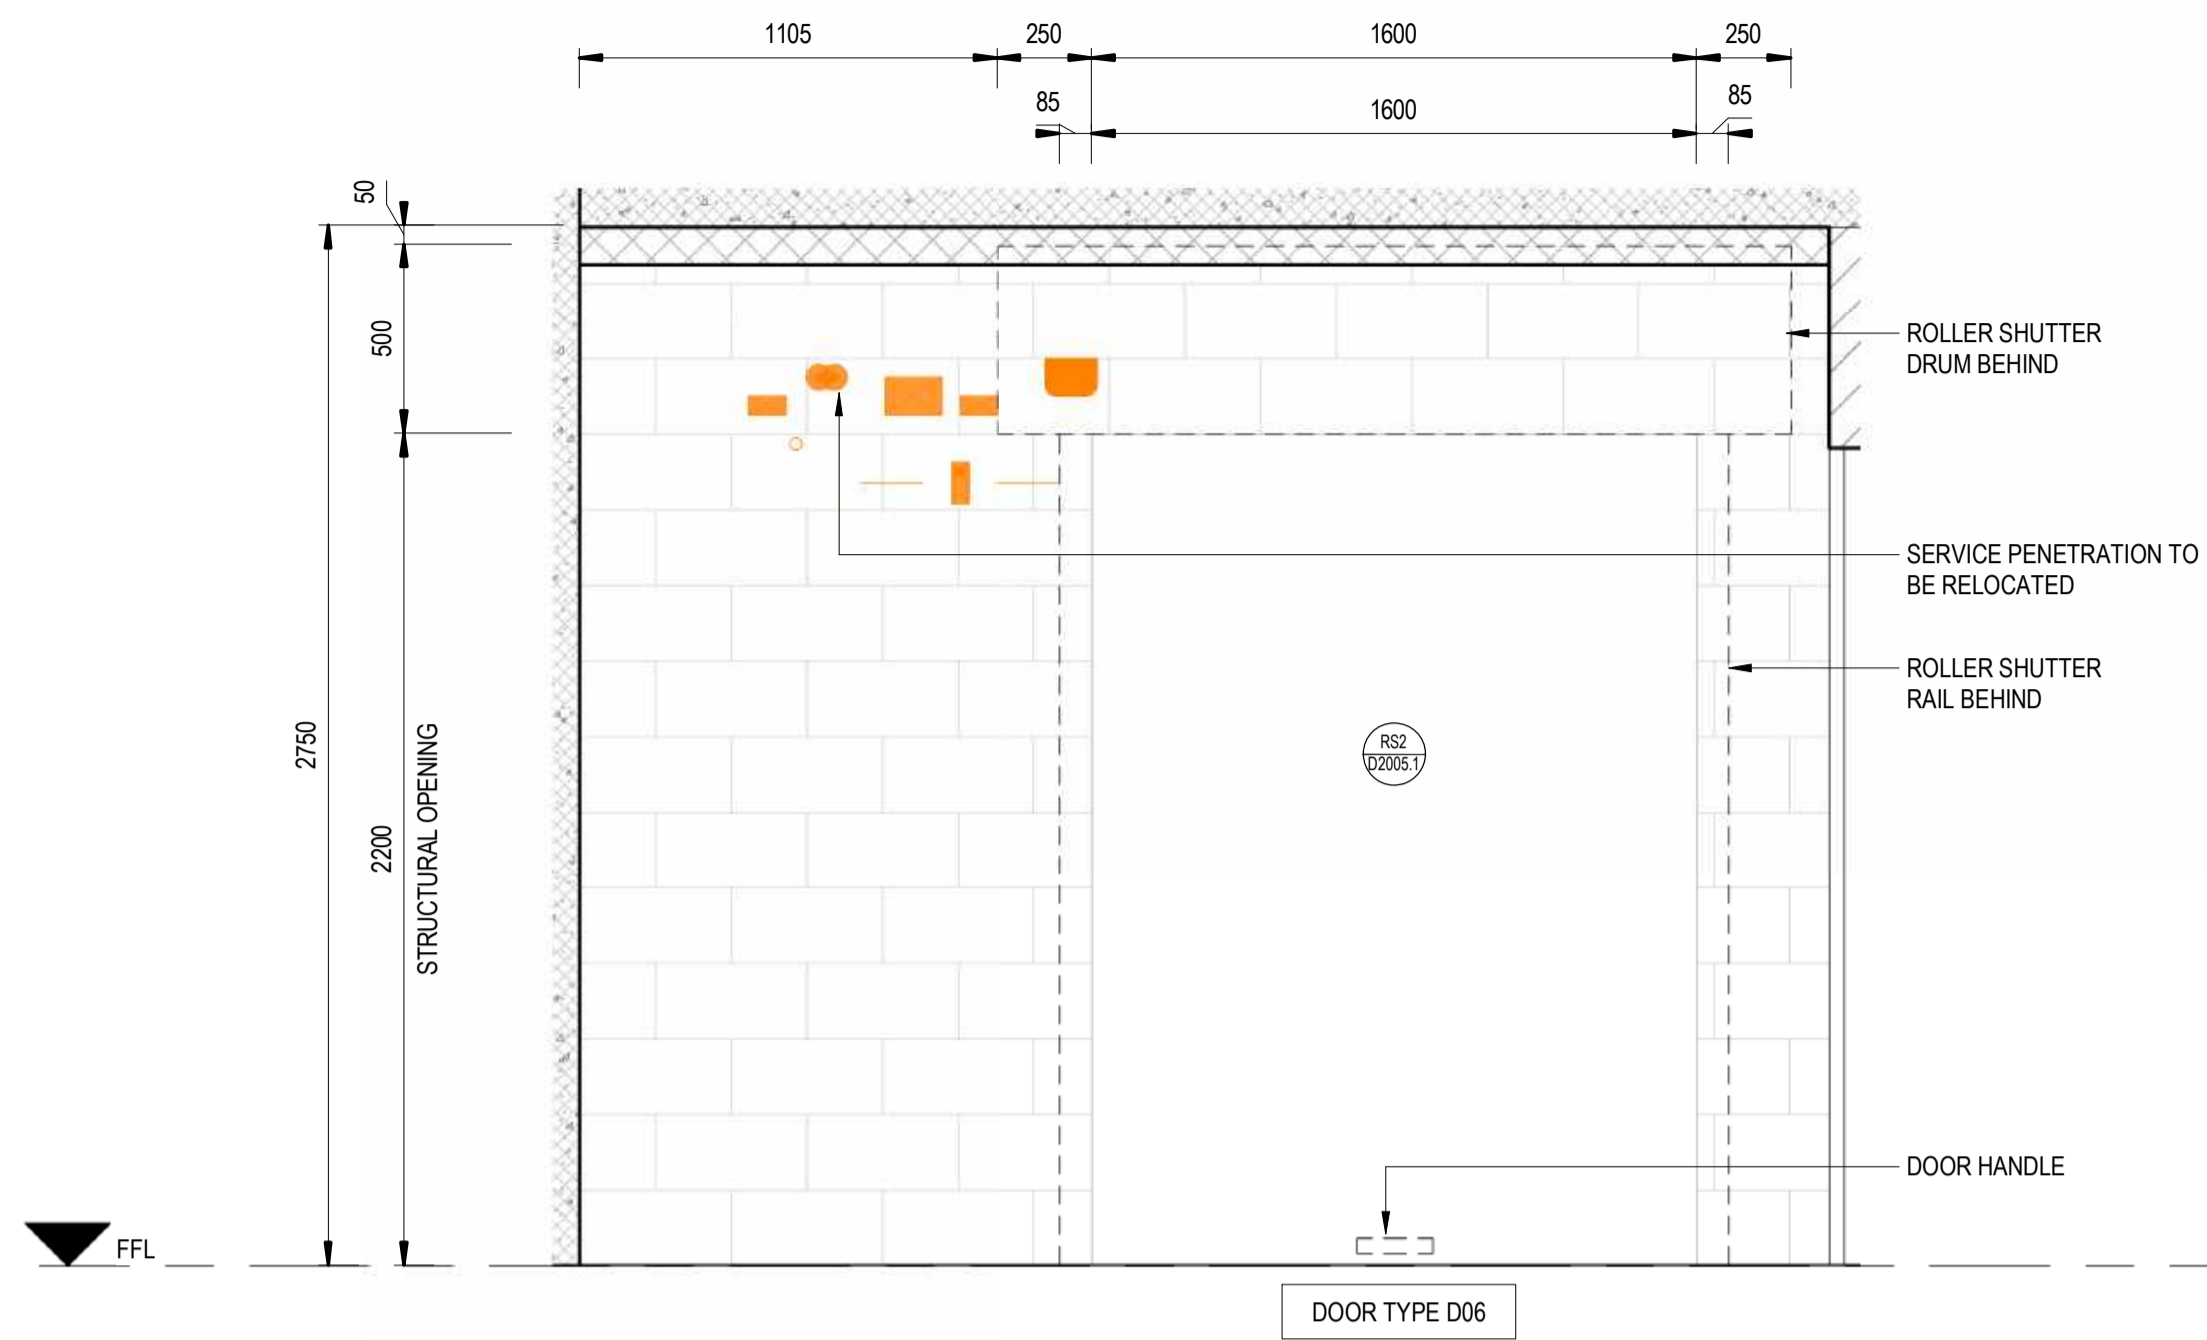 1105
250
1600
250
85
1600
85
50
500
2750
2200
STRUCTURAL OPENING
ROLLER SHUTTER
DRUM BEHIND
SERVICE PENETRATION TO
BE RELOCATED
ROLLER SHUTTER
RAIL BEHIND
RS2
D2005.1
DOOR HANDLE
FFL
DOOR TYPE D06